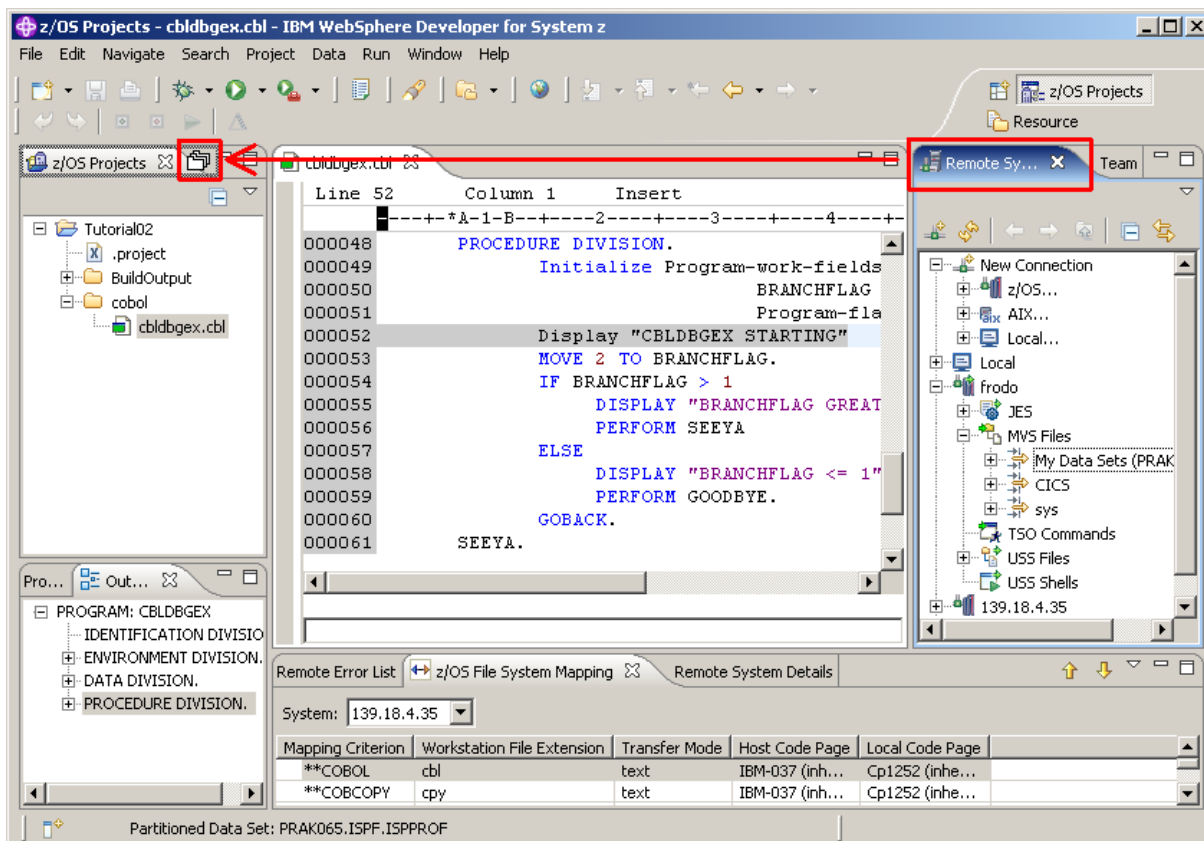 z/OS Projects - cbldbgex.cbl - IBM WebSphere Developer for System z
File Edit Navigate Search Project Data Run Window Help
z/OS Projects
Resource
z/OS Projects
Tutorial02
.project
BuildOutput
cobol
cbldbgex.cbl
Pro... Out...
PROGRAM: CBLDBGEX
IDENTIFICATION DIVISIO
ENVIRONMENT DIVISION.
DATA DIVISION.
PROCEDURE DIVISION.
cbldbgex.cbl
Line 52 Column 1 Insert
----+-*A-1-B--+----2----+----3----+----4----+-
000048 PROCEDURE DIVISION.
000049 Initialize Program-work-fields
000050 BRANCHFLAG
000051 Program-fla
000052 Display "CBLDBGEX STARTING"
000053 MOVE 2 TO BRANCHFLAG.
000054 IF BRANCHFLAG > 1
000055 DISPLAY "BRANCHFLAG GREAT
000056 PERFORM SEEYA
000057 ELSE
000058 DISPLAY "BRANCHFLAG <= 1"
000059 PERFORM GOODBYE.
000060 GOBACK.
000061 SEEYA.
Remote Sy... Team
New Connection
z/OS...
AIX...
Local...
Local
frodo
JES
MVS Files
My Data Sets (PRAK
CICS
sys
TSO Commands
USS Files
USS Shells
139.18.4.35
Remote Error List z/OS File System Mapping Remote System Details
System: 139.18.4.35
Mapping Criterion Workstation File Extension Transfer Mode Host Code Page Local Code Page
**COBOL cbl text IBM-037 (inh... Cp1252 (inhe...
**COBCOPY cpy text IBM-037 (inh... Cp1252 (inhe...
Partitioned Data Set: PRAK065.ISPF.ISPPROF